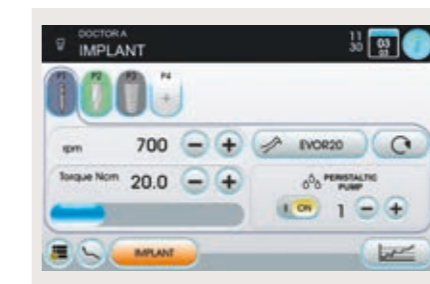 DOCTOR A
IMPLANT
11
30
03
P1
P2
P3
P4
+
rpm
700
- +
EVOR20
Torque Ncm
20.0
- +
PERISTALTIC
PUMP
ON
1
- +
IMPLANT